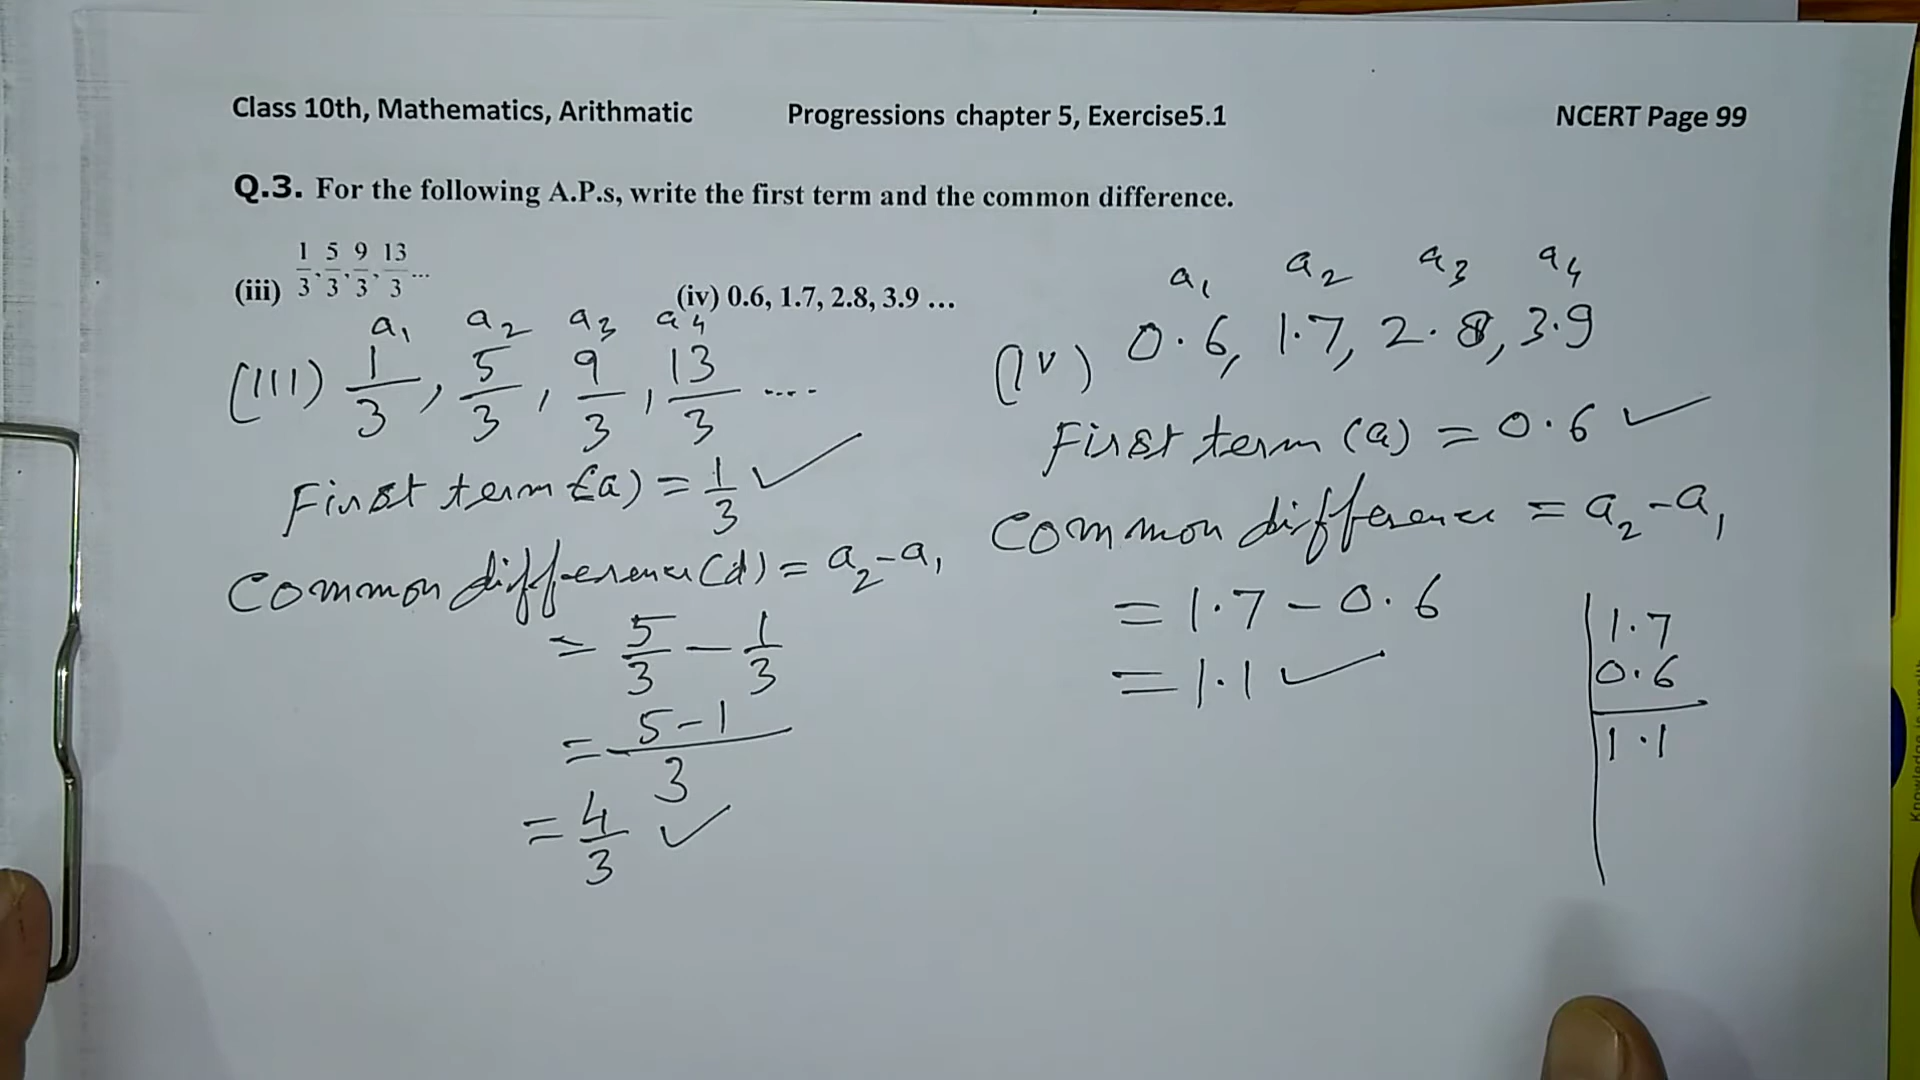 Class 10th, Mathematics, Arithmatic Progressions chapter 5, Exercise5.1 NCERT Page 99
Q.3. For the following A.P.s, write the first term and the common difference.
(iii) 1/3, 5/3, 9/3, 13/3 ...
(iv) 0.6, 1.7, 2.8, 3.9 ...
a₁ a₂ a₃ a₄
(III) 1/3, 5/3, 9/3, 13/3 ....
First term (a) = 1/3 ✓
Common difference (d) = a₂ - a₁
= 5/3 - 1/3
= 5-1/3
= 4/3 ✓
a₁ a₂ a₃ a₄
(IV) 0.6, 1.7, 2.8, 3.9
First term (a) = 0.6 ✓
Common difference = a₂ - a₁
= 1.7 - 0.6
= 1.1 ✓
1.7
0.6
1.1